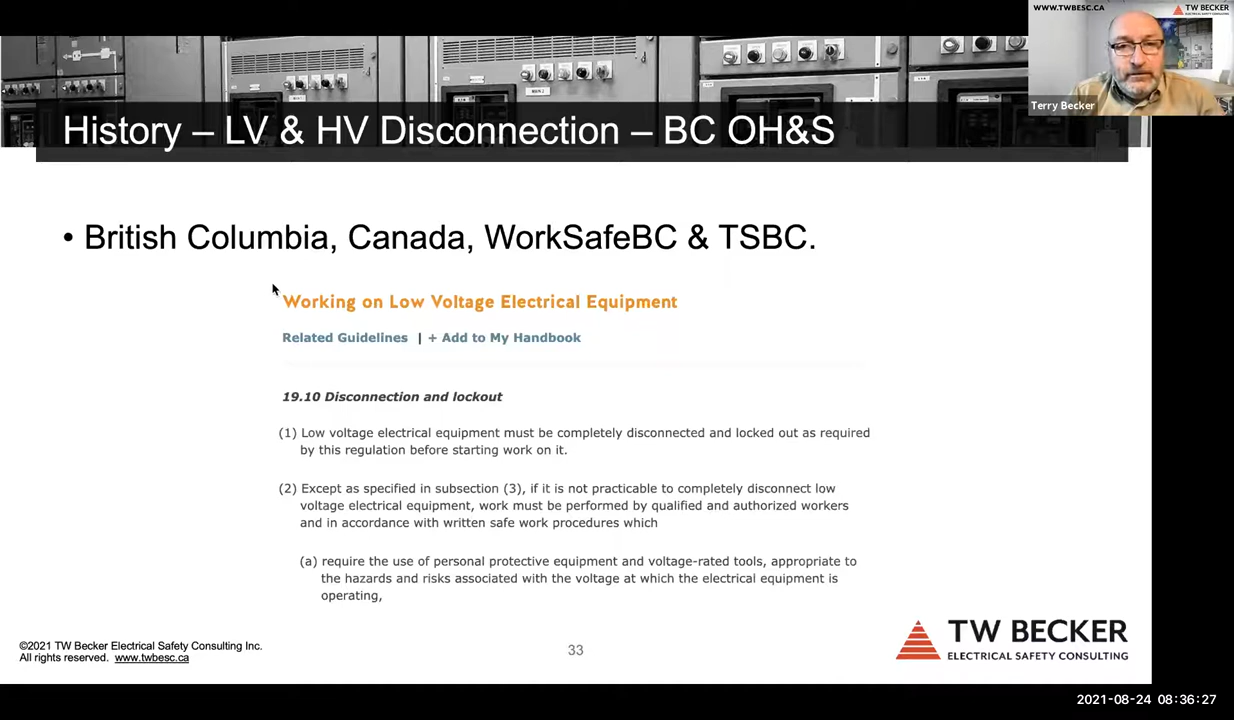 WWW.TWBESC.CA
TW BECKER
ELECTRICAL SAFETY CONSULTING
Terry Becker
MAIN 2
History – LV & HV Disconnection – BC OH&S
• British Columbia, Canada, WorkSafeBC & TSBC.
Working on Low Voltage Electrical Equipment
Related Guidelines | + Add to My Handbook
19.10 Disconnection and lockout
(1) Low voltage electrical equipment must be completely disconnected and locked out as required
by this regulation before starting work on it.
(2) Except as specified in subsection (3), if it is not practicable to completely disconnect low
voltage electrical equipment, work must be performed by qualified and authorized workers
and in accordance with written safe work procedures which
(a) require the use of personal protective equipment and voltage-rated tools, appropriate to
the hazards and risks associated with the voltage at which the electrical equipment is
operating,
©2021 TW Becker Electrical Safety Consulting Inc.
All rights reserved. www.twbesc.ca
33
TW BECKER
ELECTRICAL SAFETY CONSULTING
2021-08-24 08:36:27